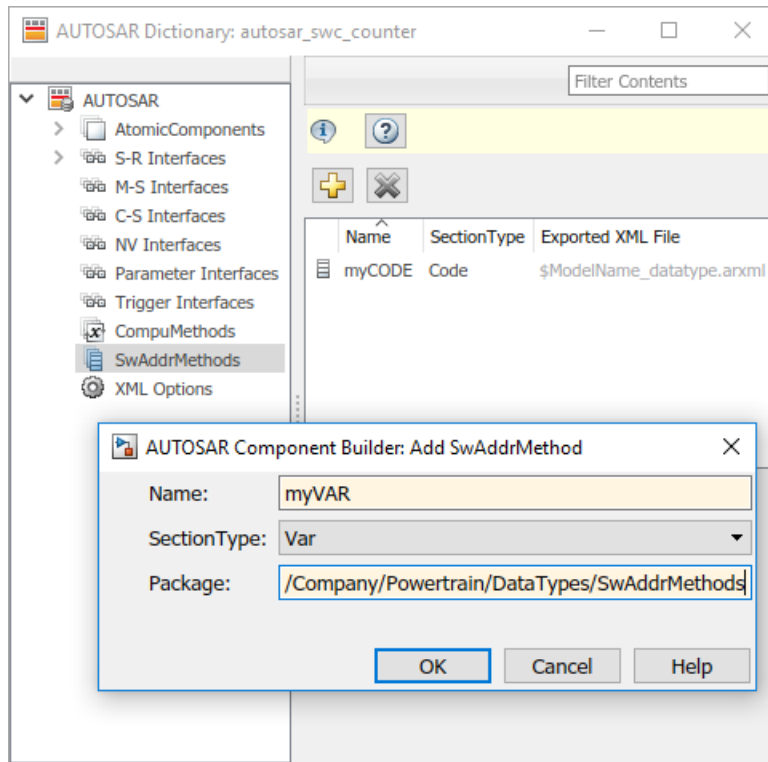 AUTOSAR Dictionary: autosar_swc_counter
Filter Contents
AUTOSAR
AtomicComponents
S-R Interfaces
M-S Interfaces
C-S Interfaces
NV Interfaces
Parameter Interfaces
Trigger Interfaces
CompuMethods
SwAddrMethods
XML Options
Name SectionType Exported XML File
myCODE Code $ModelName_datatype.arxml
AUTOSAR Component Builder: Add SwAddrMethod
Name: myVAR
SectionType: Var
Package: /Company/Powertrain/DataTypes/SwAddrMethods
OK Cancel Help